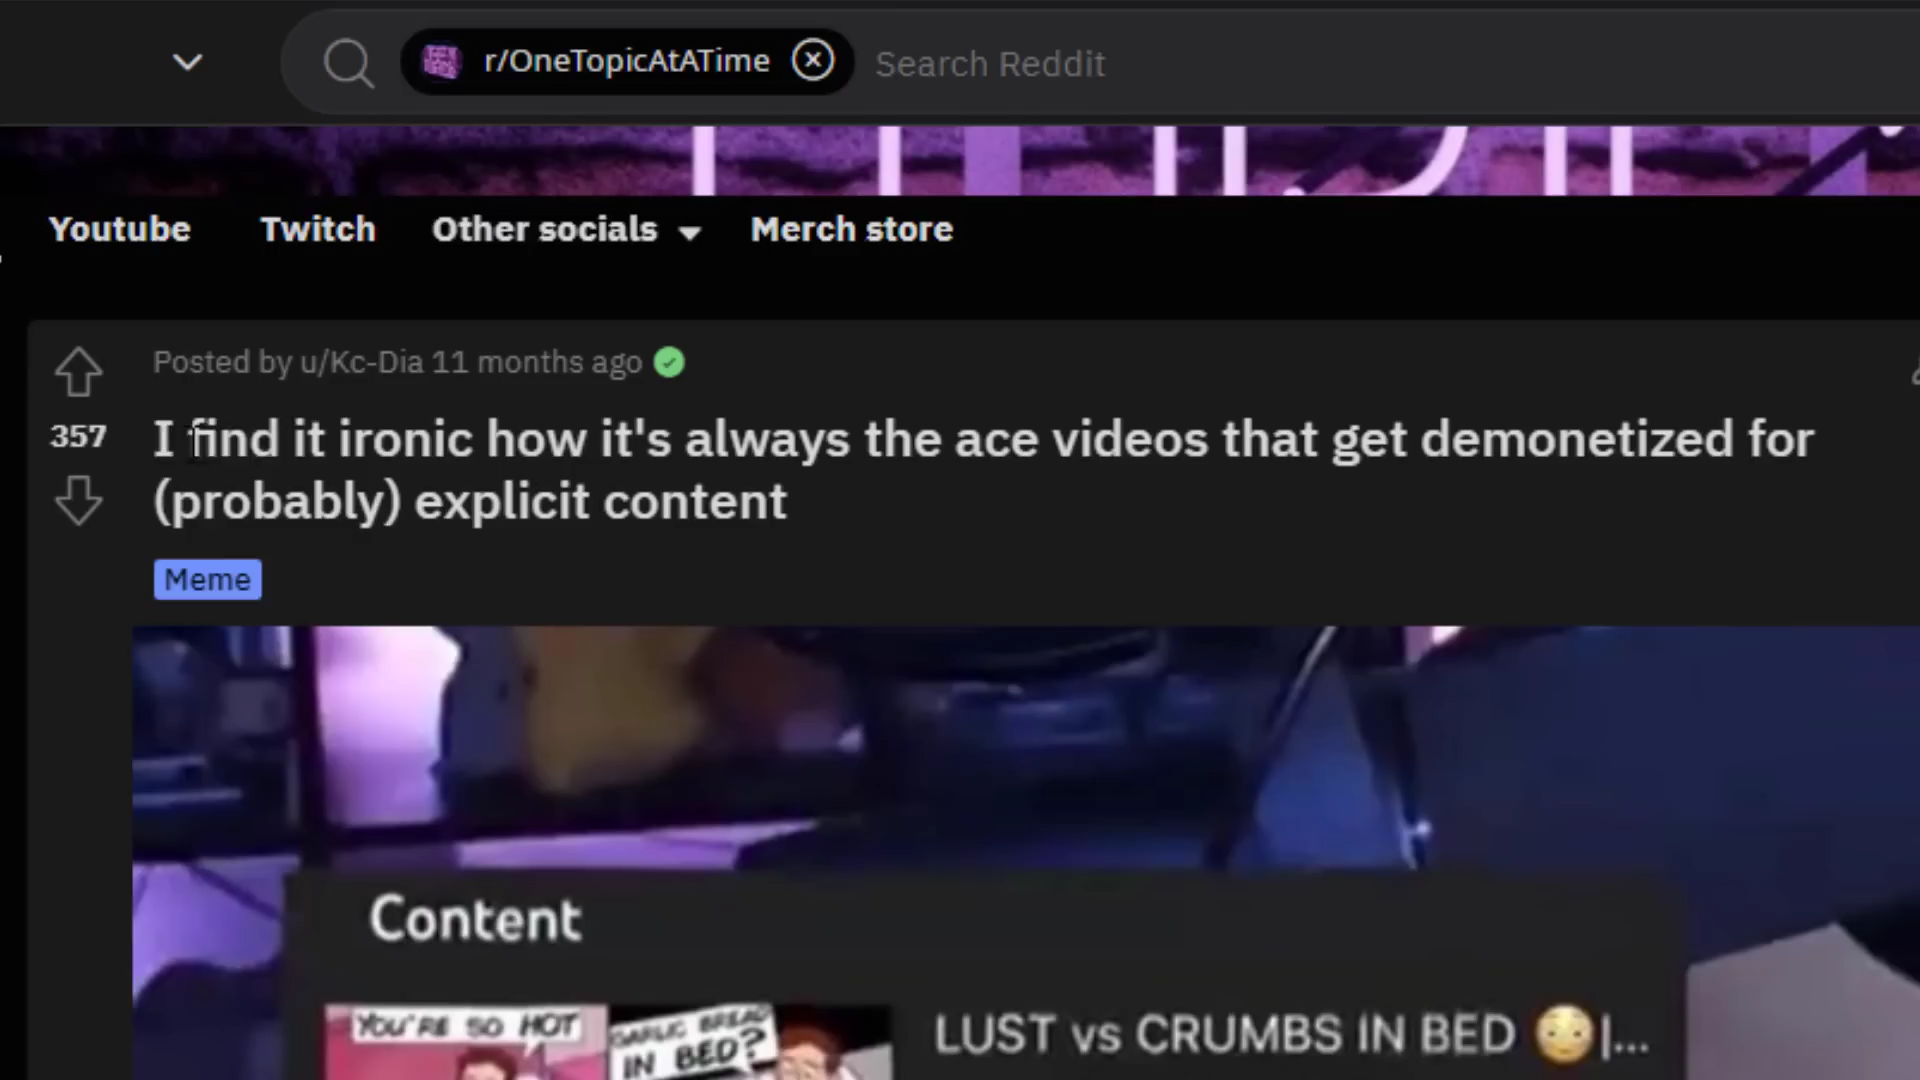 r/OneTopicAtATime Search Reddit
Youtube Twitch Other socials Merch store
Posted by u/Kc-Dia 11 months ago
357
I find it ironic how it's always the ace videos that get demonetized for
(probably) explicit content
Meme
Content
YOU'RE SO HOT
GARLIC BREAD
IN BED?
LUST vs CRUMBS IN BED 😳|...